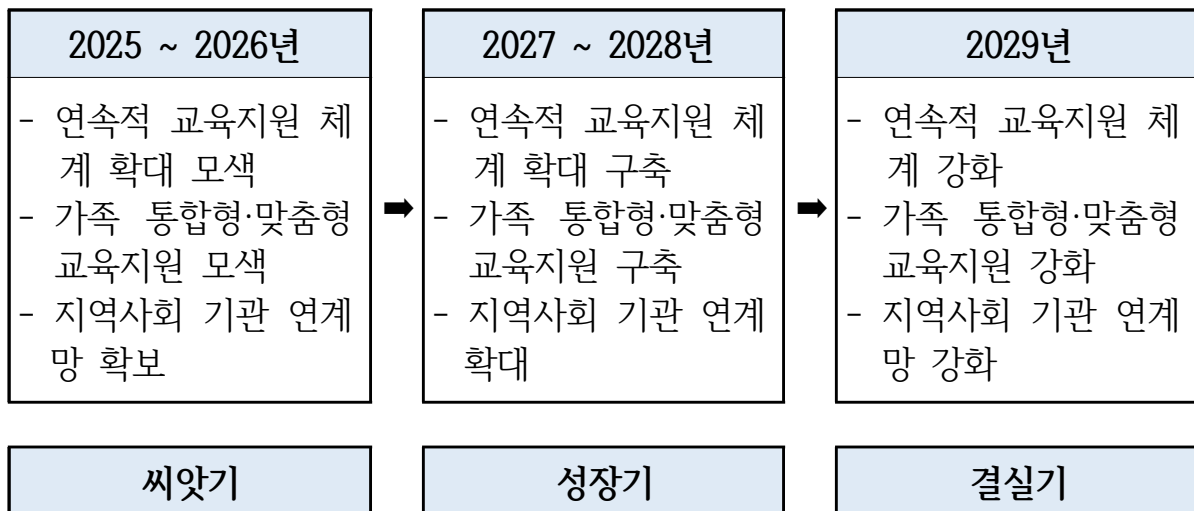 2025 ~ 2026년
- 연속적 교육지원 체
계 확대 모색
- 가족 통합형·맞춤형
교육지원 모색
- 지역사회 기관 연계
망 확보
➡
2027 ~ 2028년
- 연속적 교육지원 체
계 확대 구축
- 가족 통합형·맞춤형
교육지원 구축
- 지역사회 기관 연계
확대
➡
2029년
- 연속적 교육지원 체
계 강화
- 가족 통합형·맞춤형
교육지원 강화
- 지역사회 기관 연계
망 강화
씨앗기
성장기
결실기